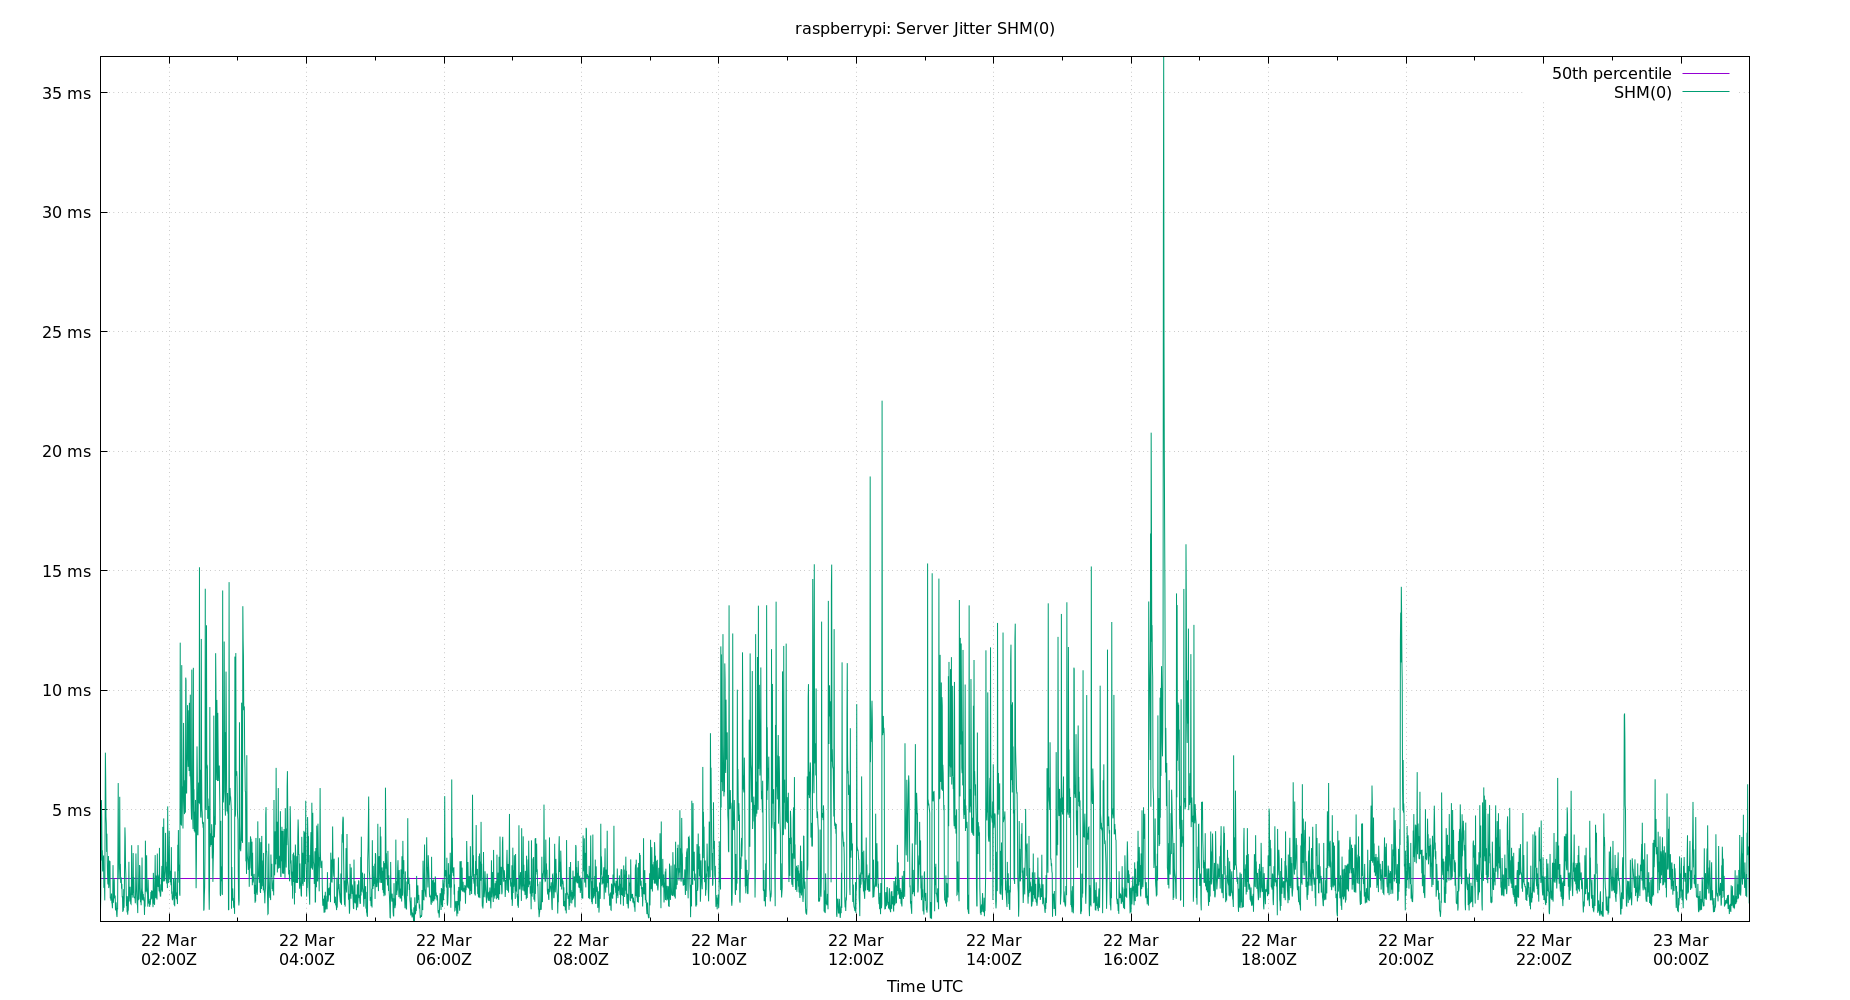 raspberrypi: Server Jitter SHM(0)
50th percentile
SHM(0)
35 ms
30 ms
25 ms
20 ms
15 ms
10 ms
5 ms
22 Mar 22 Mar 22 Mar 22 Mar 22 Mar 22 Mar 22 Mar 22 Mar 22 Mar 22 Mar 22 Mar 23 Mar
02:00Z 04:00Z 06:00Z 08:00Z 10:00Z 12:00Z 14:00Z 16:00Z 18:00Z 20:00Z 22:00Z 00:00Z
Time UTC